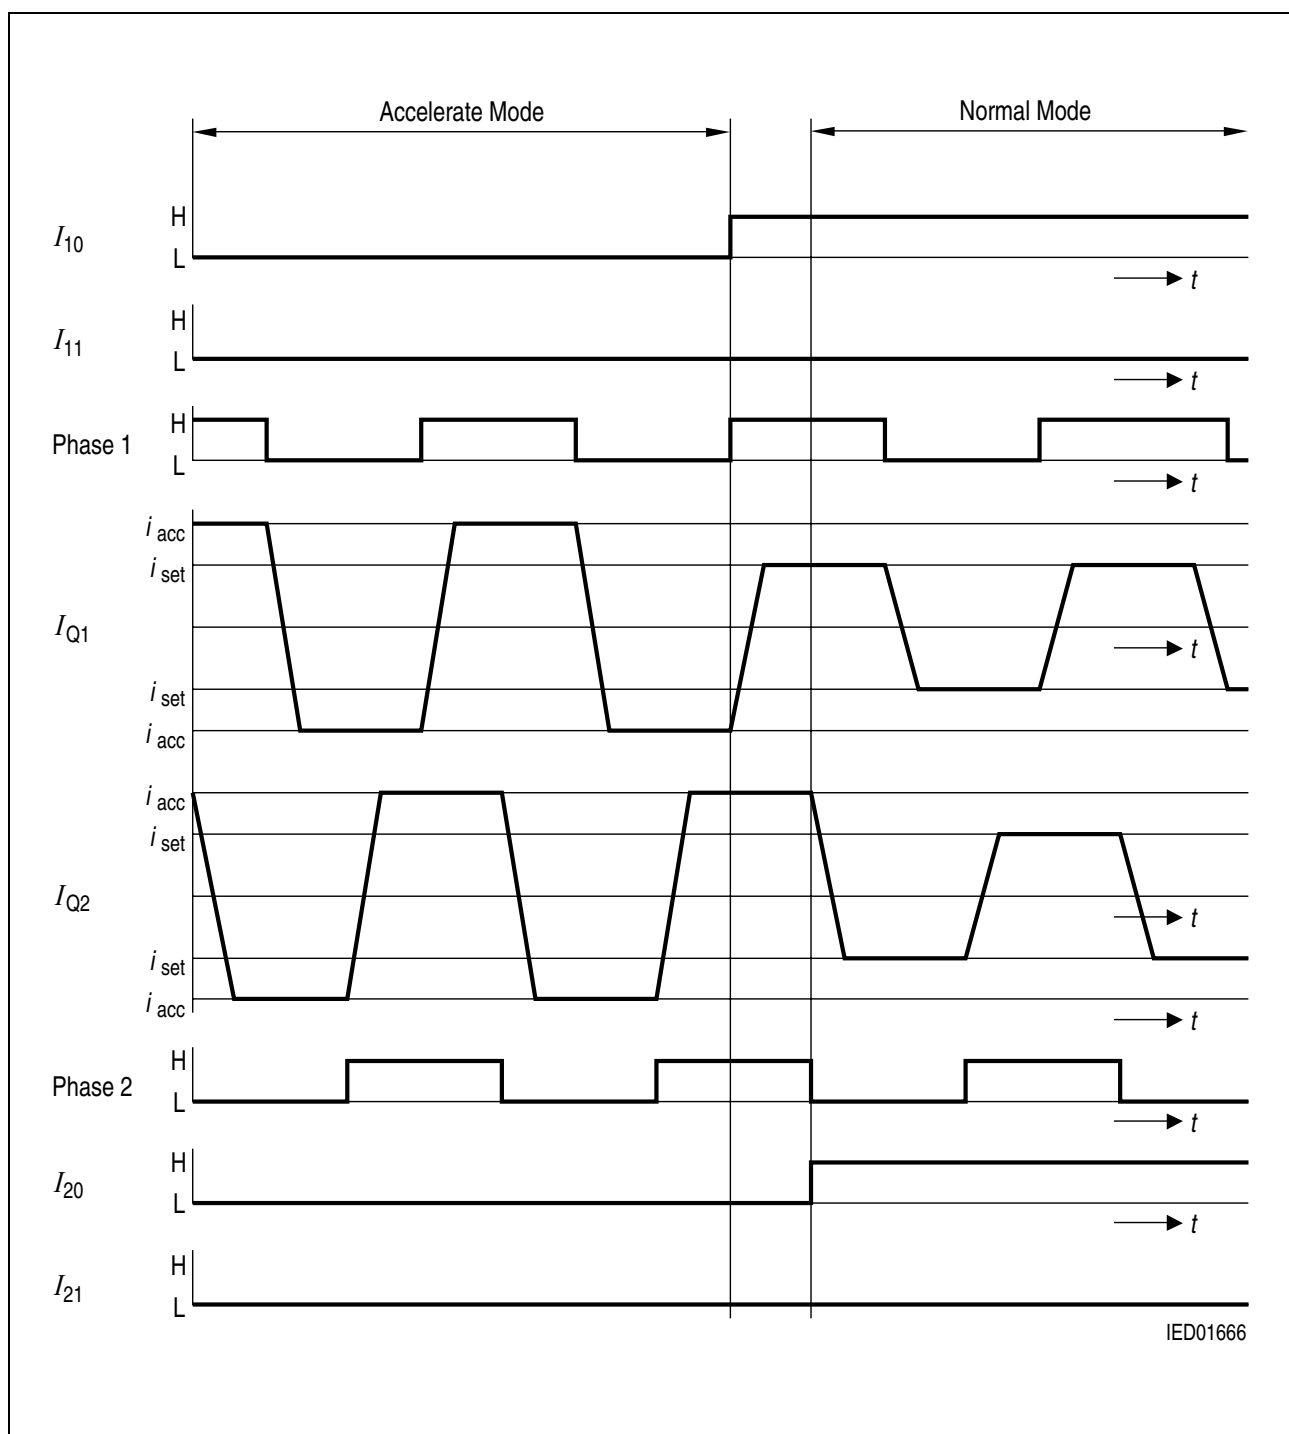 Accelerate Mode
Normal Mode
H
I10
L
t
H
I11
L
t
H
Phase 1
L
t
i acc
i set
IQ1
t
i set
i acc
i acc
i set
IQ2
t
i set
i acc
t
H
Phase 2
L
t
H
I20
L
t
H
I21
L
IED01666